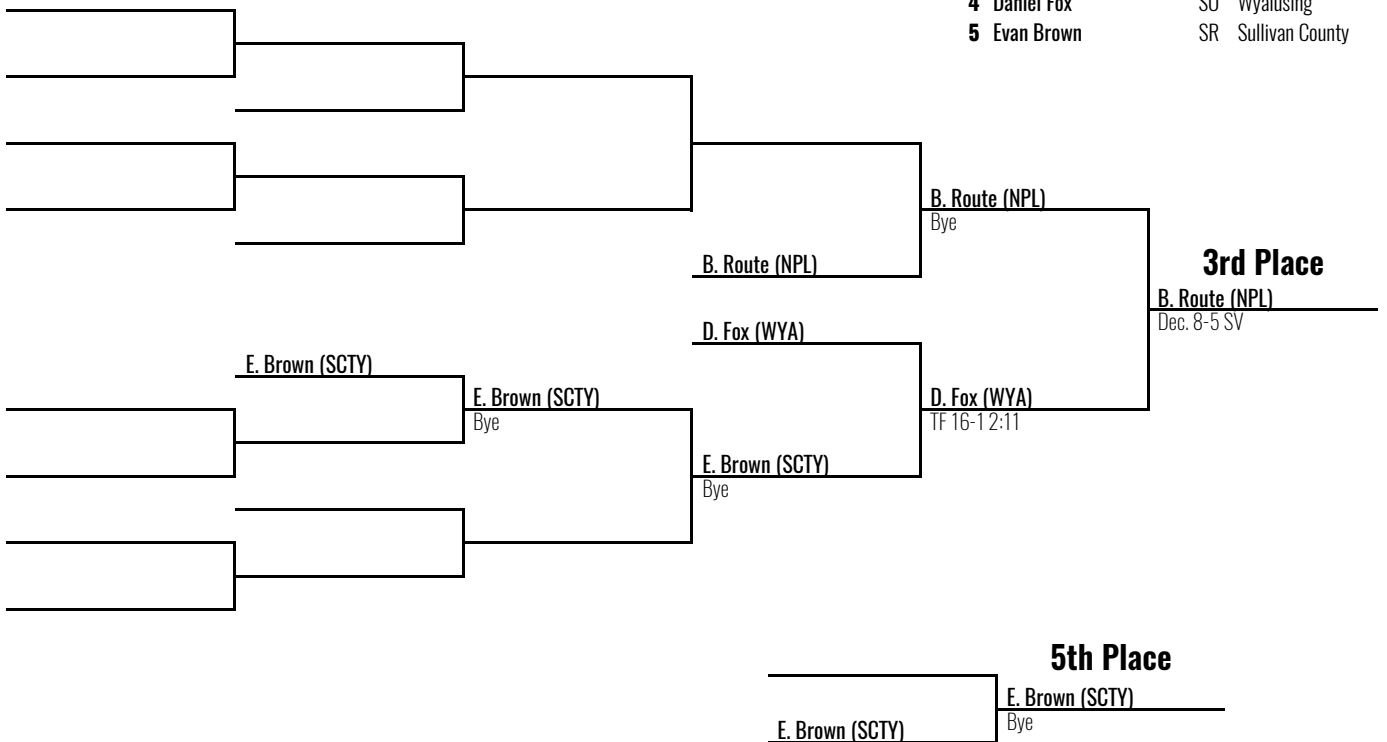 4 Daniel Fox SO Wyalusing
5 Evan Brown SR Sullivan County
B. Route (NPL)
Bye
B. Route (NPL)
3rd Place
B. Route (NPL)
Dec. 8-5 SV
D. Fox (WYA)
E. Brown (SCTY)
E. Brown (SCTY)
Bye
D. Fox (WYA)
TF 16-1 2:11
E. Brown (SCTY)
Bye
5th Place
E. Brown (SCTY)
Bye
E. Brown (SCTY)